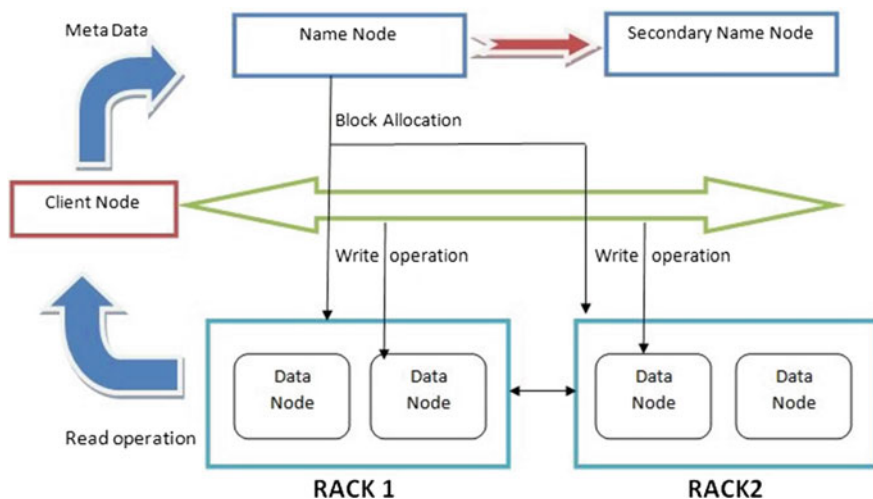 Meta Data
Name Node
Secondary Name Node
Block Allocation
Client Node
Write operation
Write operation
Data
Node
Data
Node
Data
Node
Data
Node
Read operation
RACK 1
RACK2